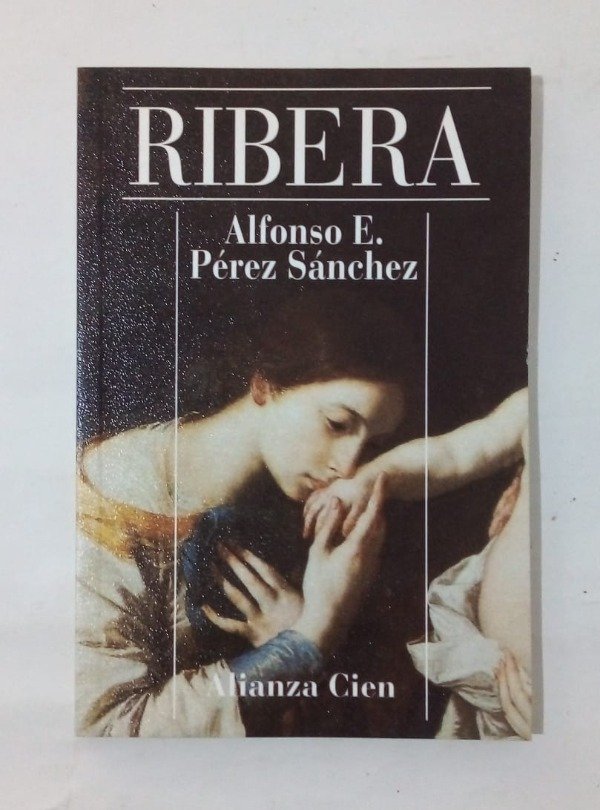 RIBERA
Alfonso E.
Pérez Sánchez
Alianza Cien